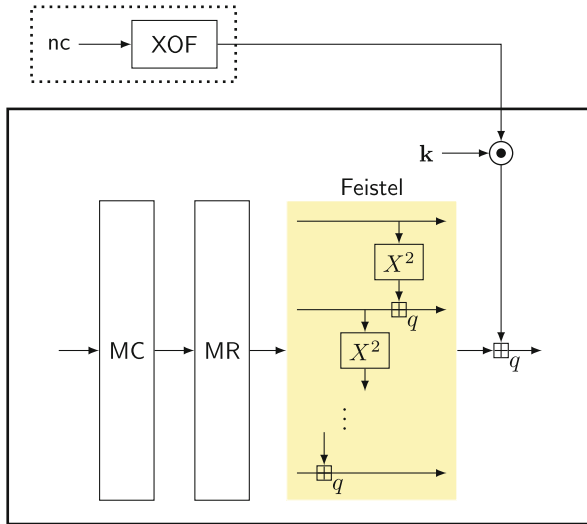 nc
XOF
k
Feistel
X²
q
X²
MC
MR
q
⋮
q